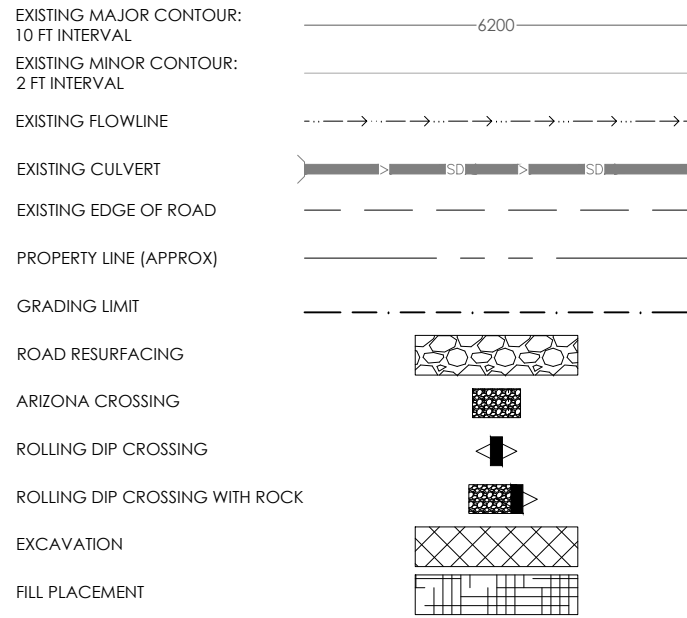 EXISTING MAJOR CONTOUR:
10 FT INTERVAL
6200
EXISTING MINOR CONTOUR:
2 FT INTERVAL
EXISTING FLOWLINE
EXISTING CULVERT
> SD > SD
EXISTING EDGE OF ROAD
PROPERTY LINE (APPROX)
GRADING LIMIT
ROAD RESURFACING
ARIZONA CROSSING
ROLLING DIP CROSSING
ROLLING DIP CROSSING WITH ROCK
EXCAVATION
FILL PLACEMENT